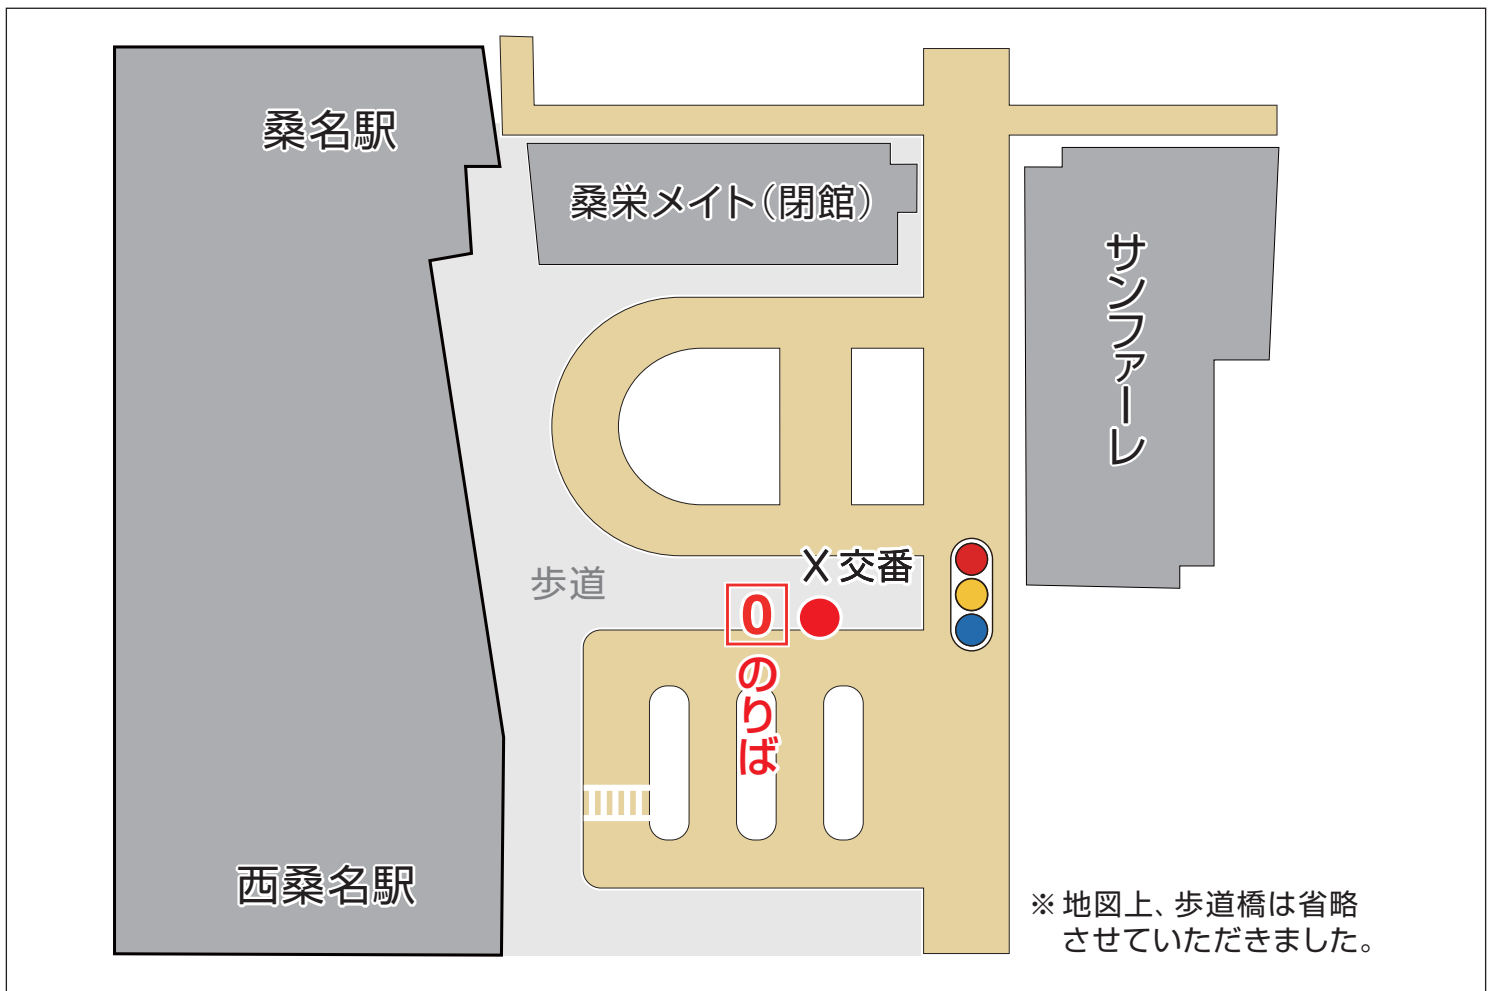 桑名駅
桑栄メイト（閉館）
サンファーレ
X 交番
歩道
0
のりば
西桑名駅
※ 地図上、歩道橋は省略
させていただきました。